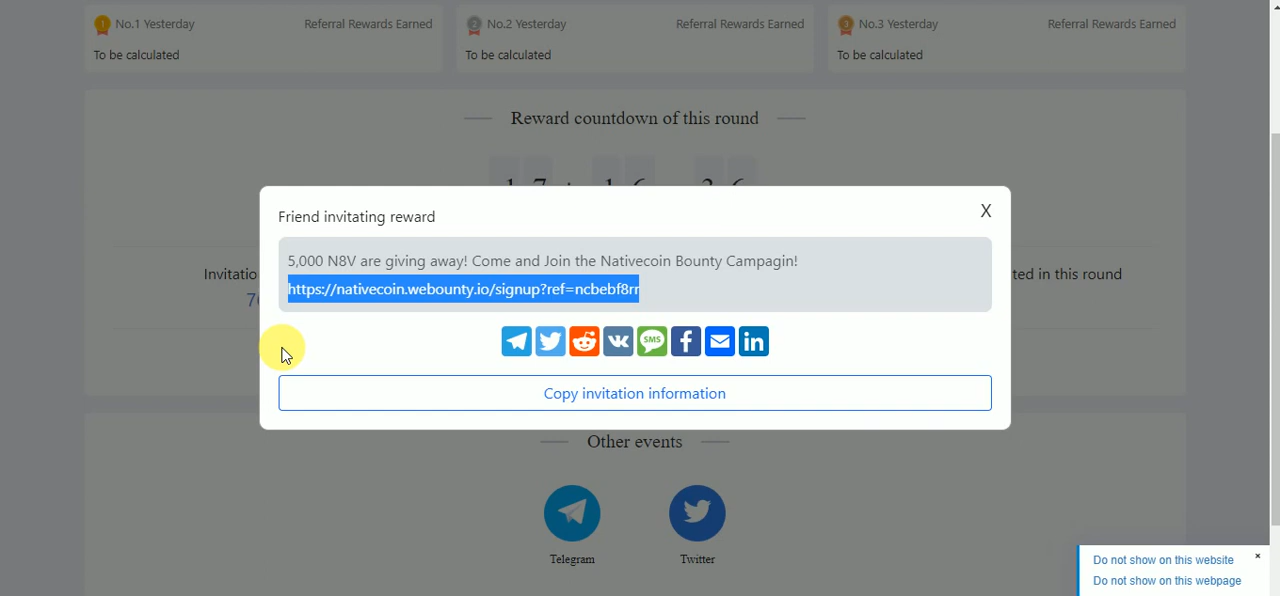 No.1 Yesterday Referral Rewards Earned
To be calculated
No.2 Yesterday Referral Rewards Earned
To be calculated
No.3 Yesterday Referral Rewards Earned
To be calculated
Reward countdown of this round
Friend invitating reward
X
5,000 N8V are giving away! Come and Join the Nativecoin Bounty Campagin!
https://nativecoin.webounty.io/signup?ref=ncbebf8rr
SMS
Copy invitation information
ted in this round
Other events
Telegram
Twitter
Do not show on this website
Do not show on this webpage